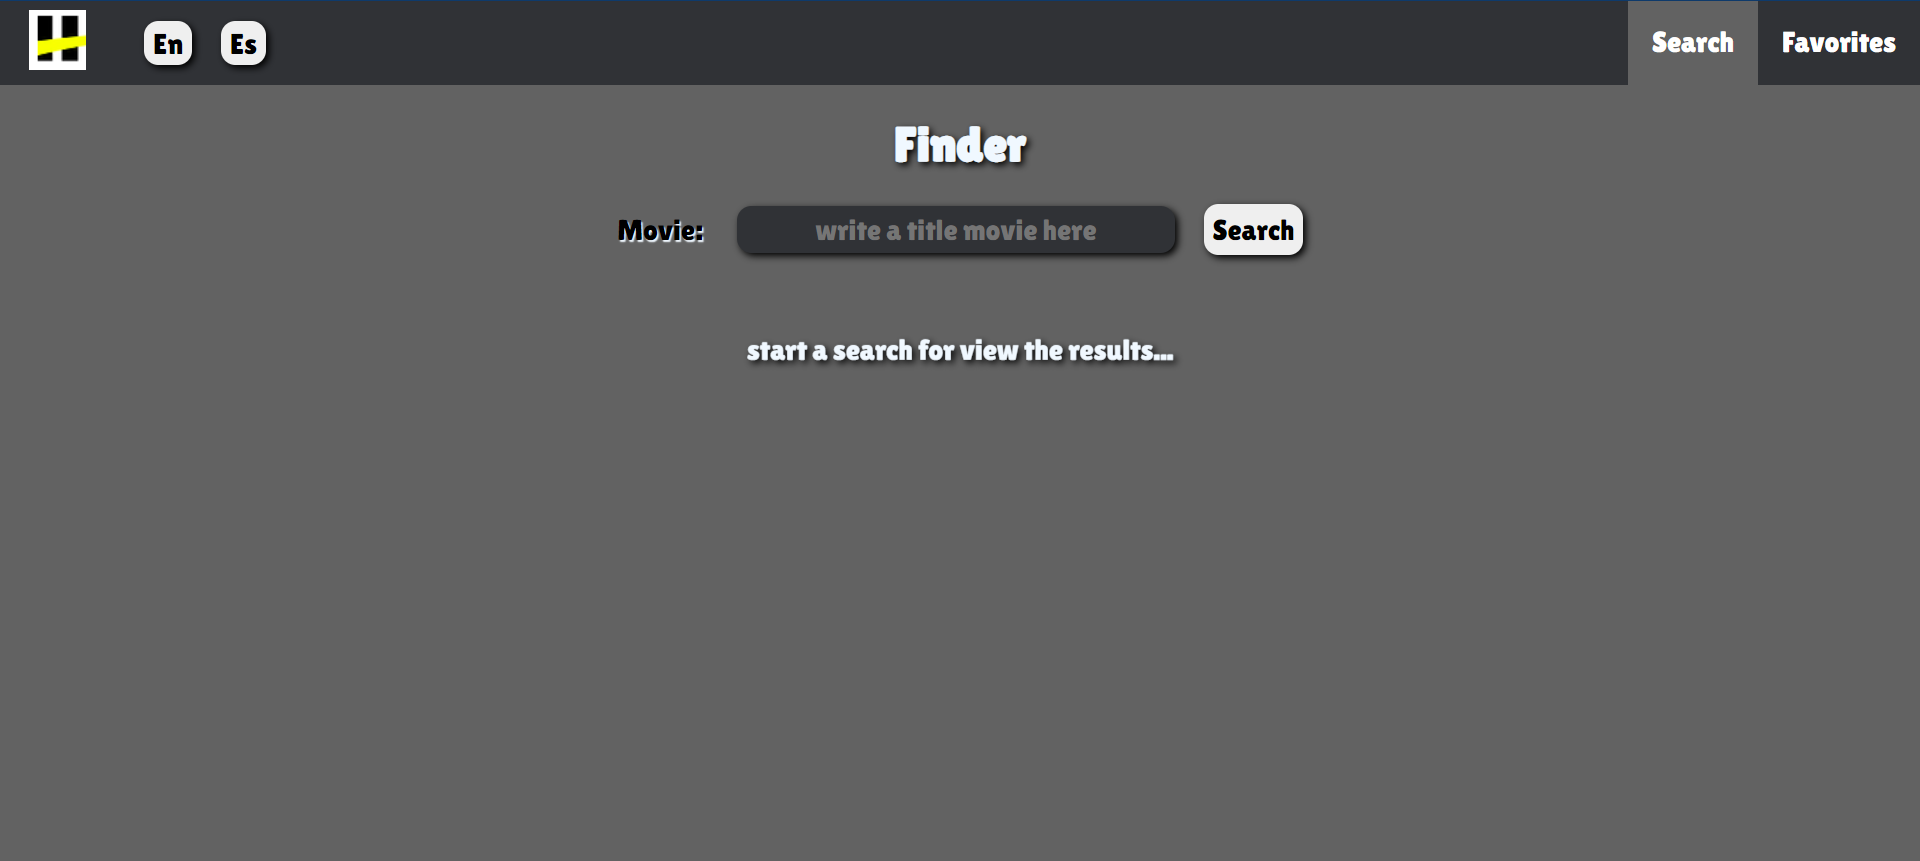 En Es Search Favorites
Finder
Movie: write a title movie here Search
start a search for view the results...